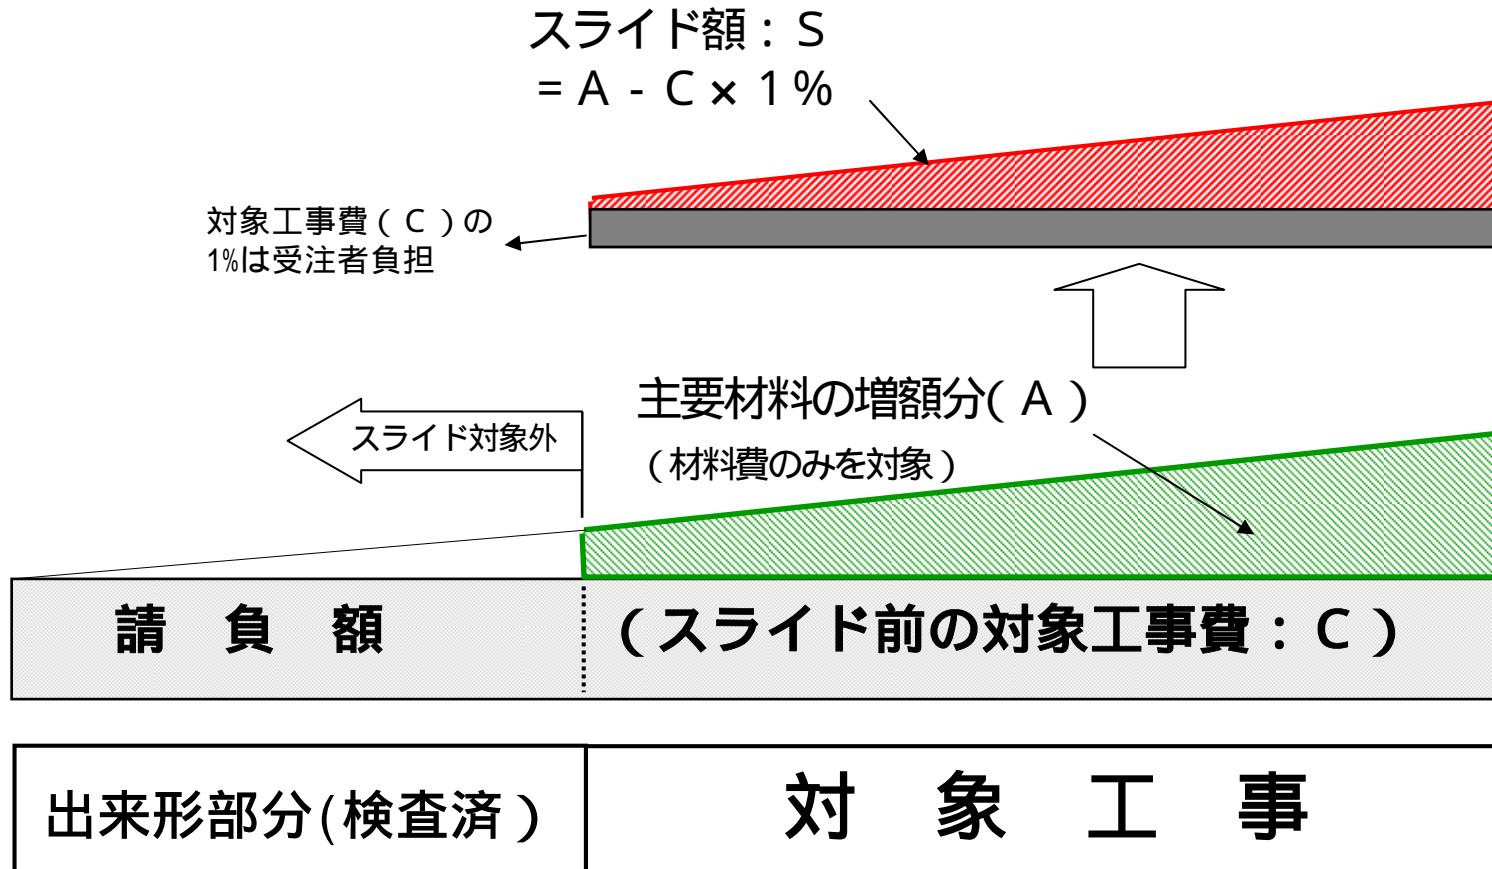 スライド額：S
= A - C × 1%
対象工事費（C）の
1%は受注者負担
主要材料の増額分(A)
（材料費のみを対象）
スライド対象外
請　負　額　（スライド前の対象工事費：C）
出来形部分(検査済)　対　象　工　事